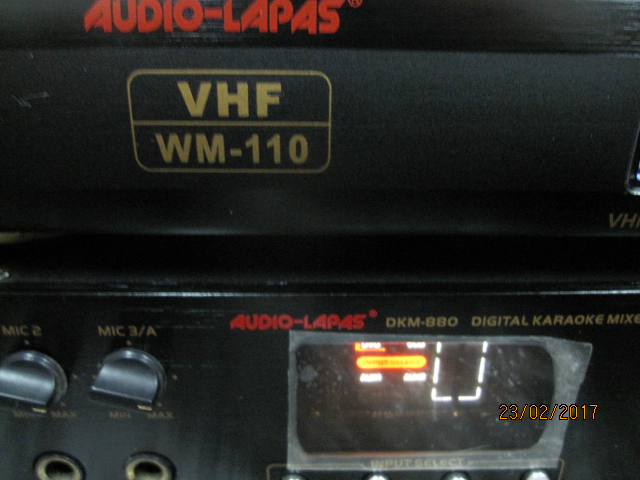 AUDIO-LAPAS®
VHF
WM-110
VHF
MIC 2
MIC 3/A
AUDIO-LAPAS®
DKM-880 DIGITAL KARAOKE MIXE
MIN MAX
MIN MAX
23/02/2017
INPUT SELECT